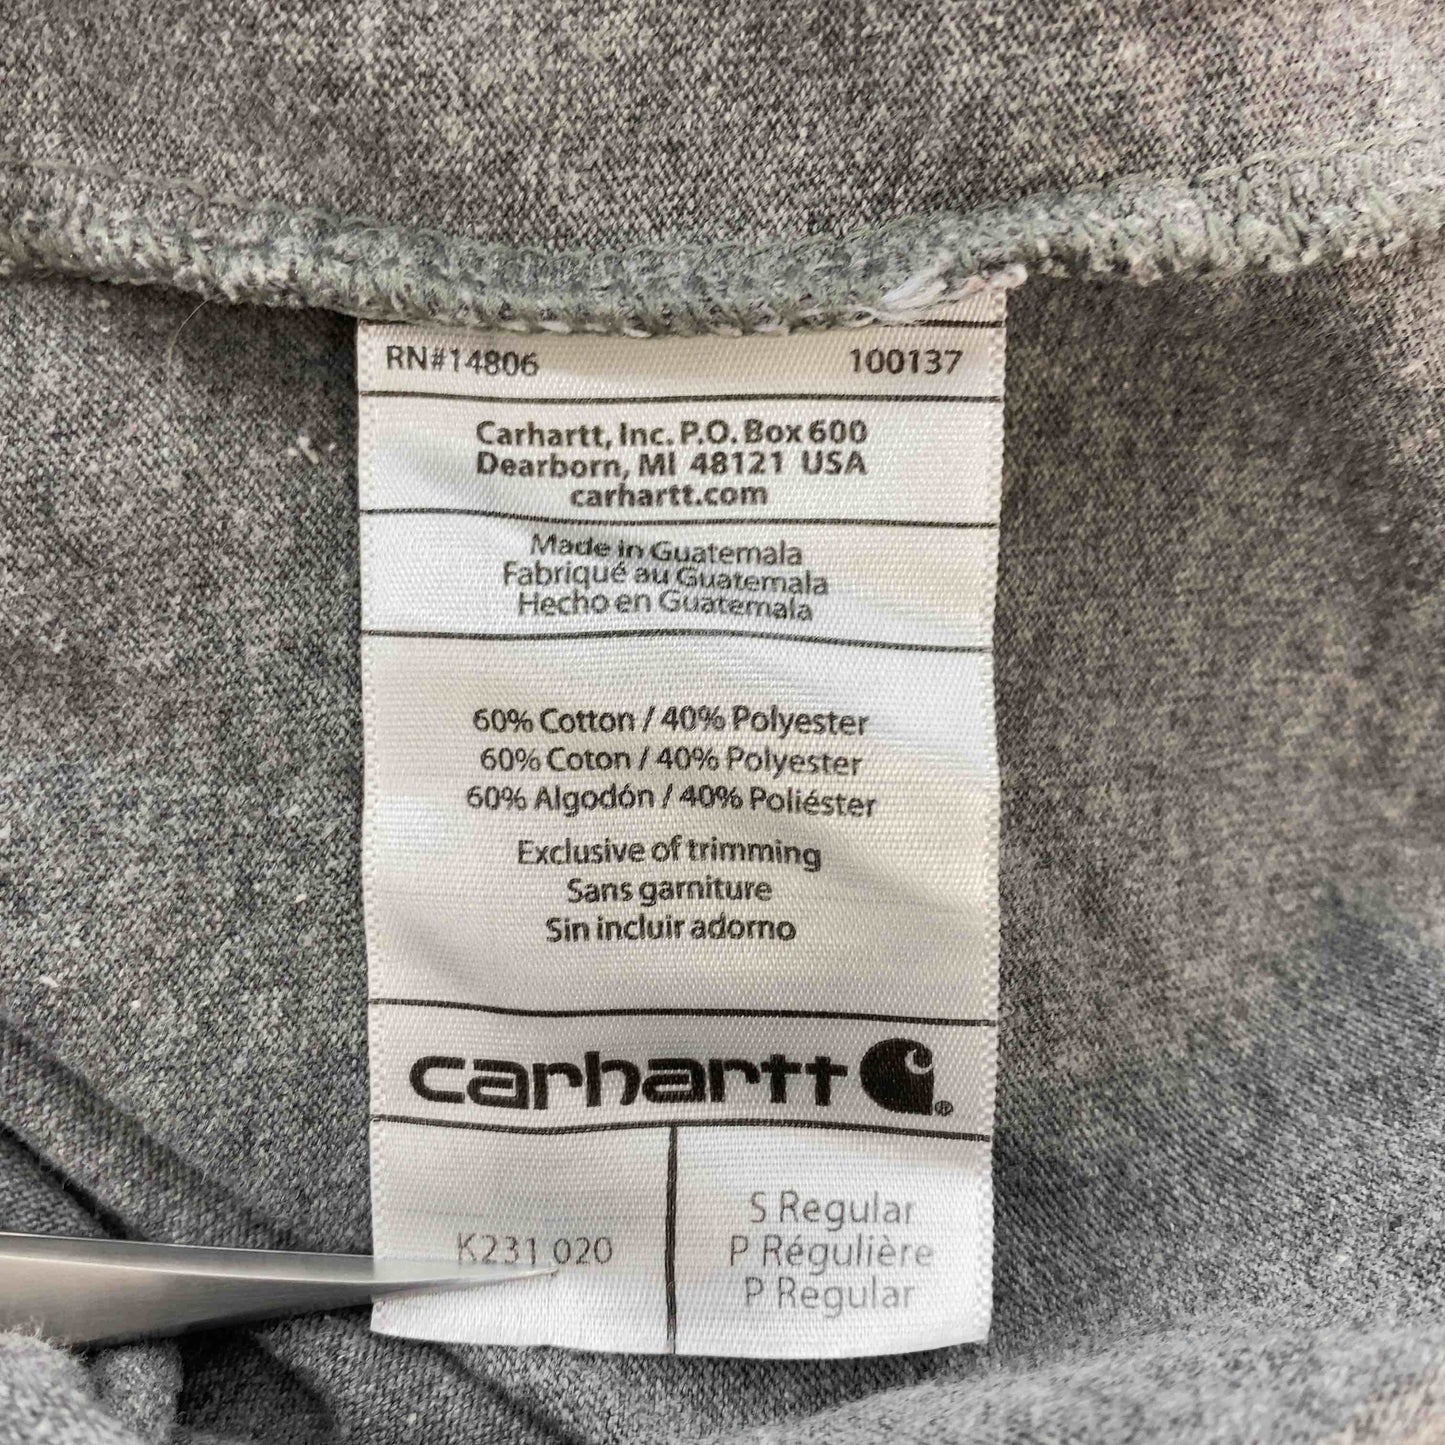 RN#14806 100137
Carhartt, Inc. P.O. Box 600
Dearborn, MI 48121 USA
carhartt.com
Made in Guatemala
Fabriqué au Guatemala
Hecho en Guatemala
60% Cotton / 40% Polyester
60% Coton / 40% Polyester
60% Algodón / 40% Poliéster
Exclusive of trimming
Sans garniture
Sin incluir adorno
carhartt ®
K231 020
S Regular
P Régulière
P Regular